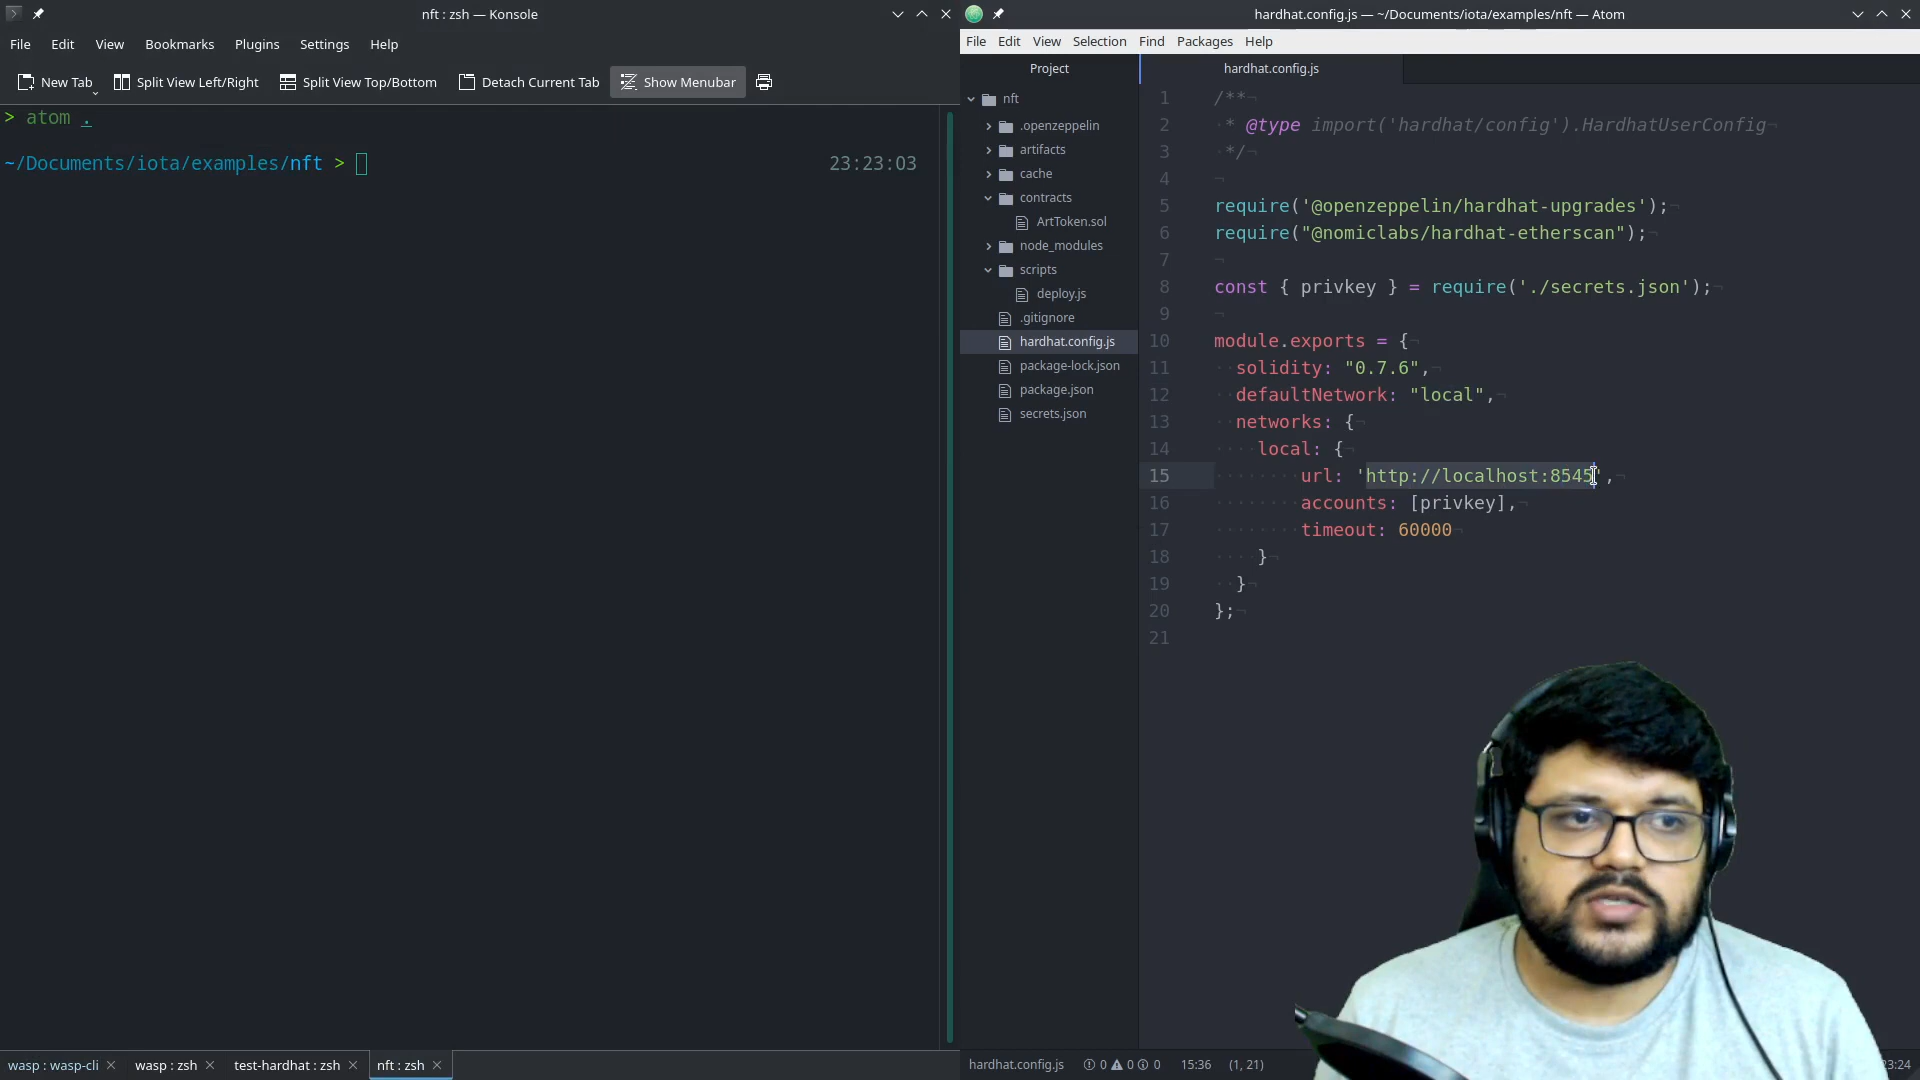 nft : zsh — Konsole
File Edit View Bookmarks Plugins Settings Help
New Tab Split View Left/Right Split View Top/Bottom Detach Current Tab Show Menubar
> atom .
~/Documents/iota/examples/nft > 23:23:03
wasp : wasp-cli wasp : zsh test-hardhat : zsh nft : zsh
hardhat.config.js — ~/Documents/iota/examples/nft — Atom
File Edit View Selection Find Packages Help
Project
nft
.openzeppelin
artifacts
cache
contracts
ArtToken.sol
node_modules
scripts
deploy.js
.gitignore
hardhat.config.js
package-lock.json
package.json
secrets.json
hardhat.config.js
1 /**
2 * @type import('hardhat/config').HardhatUserConfig
3 */
4
5 require('@openzeppelin/hardhat-upgrades');
6 require("@nomiclabs/hardhat-etherscan");
7
8 const { privkey } = require('./secrets.json');
9
10 module.exports = {
11 solidity: "0.7.6",
12 defaultNetwork: "local",
13 networks: {
14 local: {
15 url: 'http://localhost:8545',
16 accounts: [privkey],
17 timeout: 60000
18 }
19 }
20 };
21
hardhat.config.js 0 0 0 15:36 (1, 21) 23:24